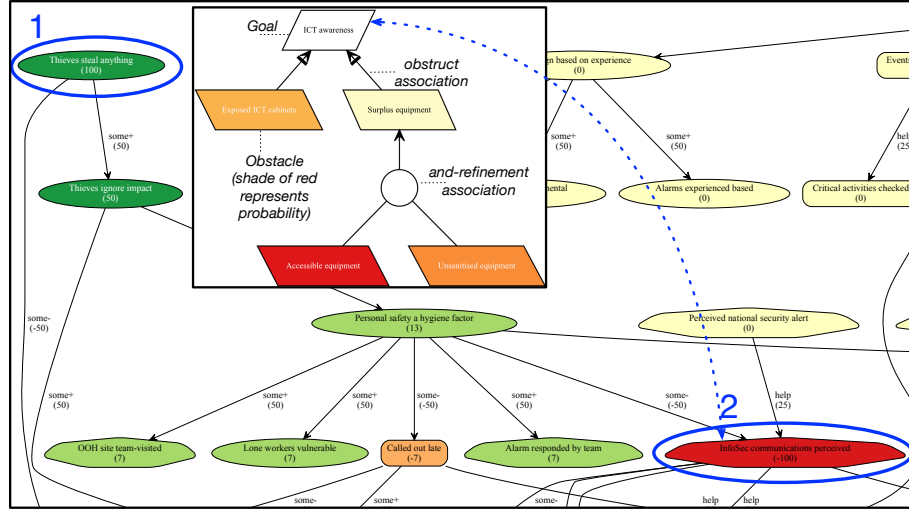 1
Thieves steal anything
(100)
Goal
ICT awareness
obstruct
association
Exposed ICT cabinets
Surplus equipment
Obstacle
(shade of red
represents
probability)
and-refinement
association
Accessible equipment
Unsanitised equipment
gn based on experience
(0)
Events
some+
(50)
some+
(50)
some+
(50)
help
(25
Thieves ignore impact
(50)
mental
Alarms experienced based
(0)
Critical activities checked
(0)
some-
(-50)
Personal safety a hygiene factor
(13)
Perceived national security alert
(0)
some+
(50)
some+
(50)
some+
(50)
some-
(-50)
some+
(50)
some-
(-50)
help
(25)
2
OOH site team-visited
(7)
Lone workers vulnerable
(7)
Called out late
(-7)
Alarm responded by team
(7)
InfoSec communications perceived
(-100)
some-
some+
some-
help
help